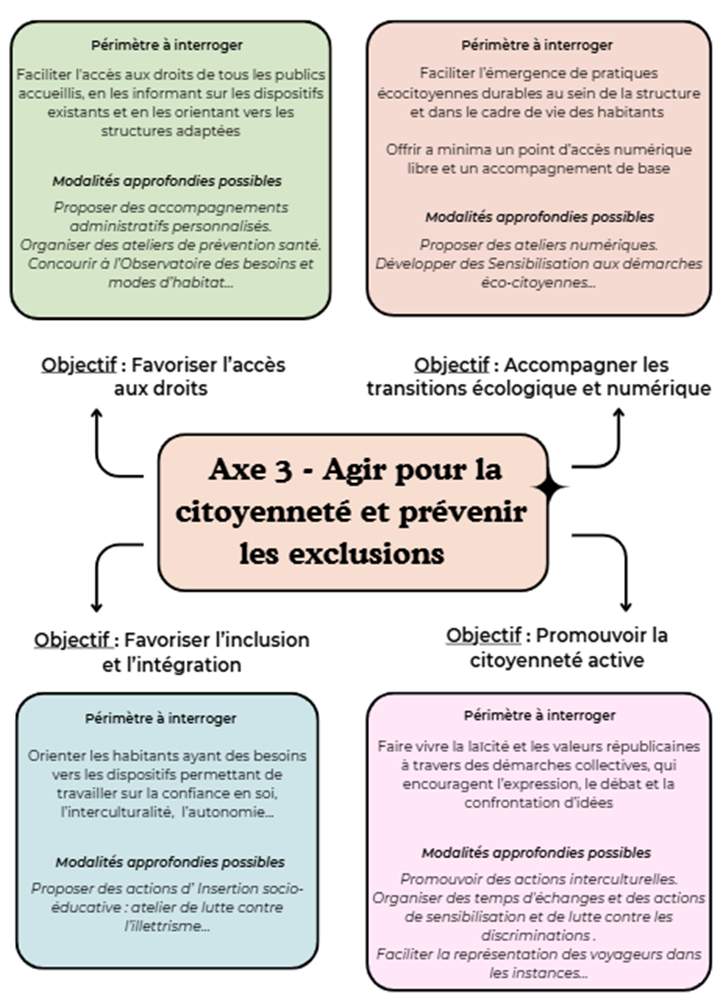 Périmètre à interroger
Faciliter l'accès aux droits de tous les publics
accueillis, en les informant sur les dispositifs
existants et en les orientant vers les
structures adaptées
Modalités approfondies possibles
Proposer des accompagnements
administratifs personnalisés.
Organiser des ateliers de prévention santé.
Concourir à l'Observatoire des besoins et
modes d'habitat...
Périmètre à interroger
Faciliter l'émergence de pratiques
écocitoyennes durables au sein de la structure
et dans le cadre de vie des habitants
Offrir a minima un point d'accès numérique
libre et un accompagnement de base
Modalités approfondies possibles
Proposer des ateliers numériques.
Développer des Sensibilisation aux démarches
éco-citoyennes...
Objectif : Favoriser l'accès
aux droits
Objectif : Accompagner les
transitions écologique et numérique
Axe 3 - Agir pour la
citoyenneté et prévenir
les exclusions
Objectif : Favoriser l'inclusion
et l'intégration
Objectif : Promouvoir la
citoyenneté active
Périmètre à interroger
Orienter les habitants ayant des besoins
vers les dispositifs permettant de
travailler sur la confiance en soi,
l'interculturalité, l'autonomie...
Modalités approfondies possibles
Proposer des actions d' Insertion socio-
éducative : atelier de lutte contre
l'illettrisme...
Périmètre à interroger
Faire vivre la laïcité et les valeurs républicaines
à travers des démarches collectives, qui
encouragent l'expression, le débat et la
confrontation d'idées
Modalités approfondies possibles
Promouvoir des actions interculturelles.
Organiser des temps d'échanges et des actions
de sensibilisation et de lutte contre les
discriminations .
Faciliter la représentation des voyageurs dans
les instances...